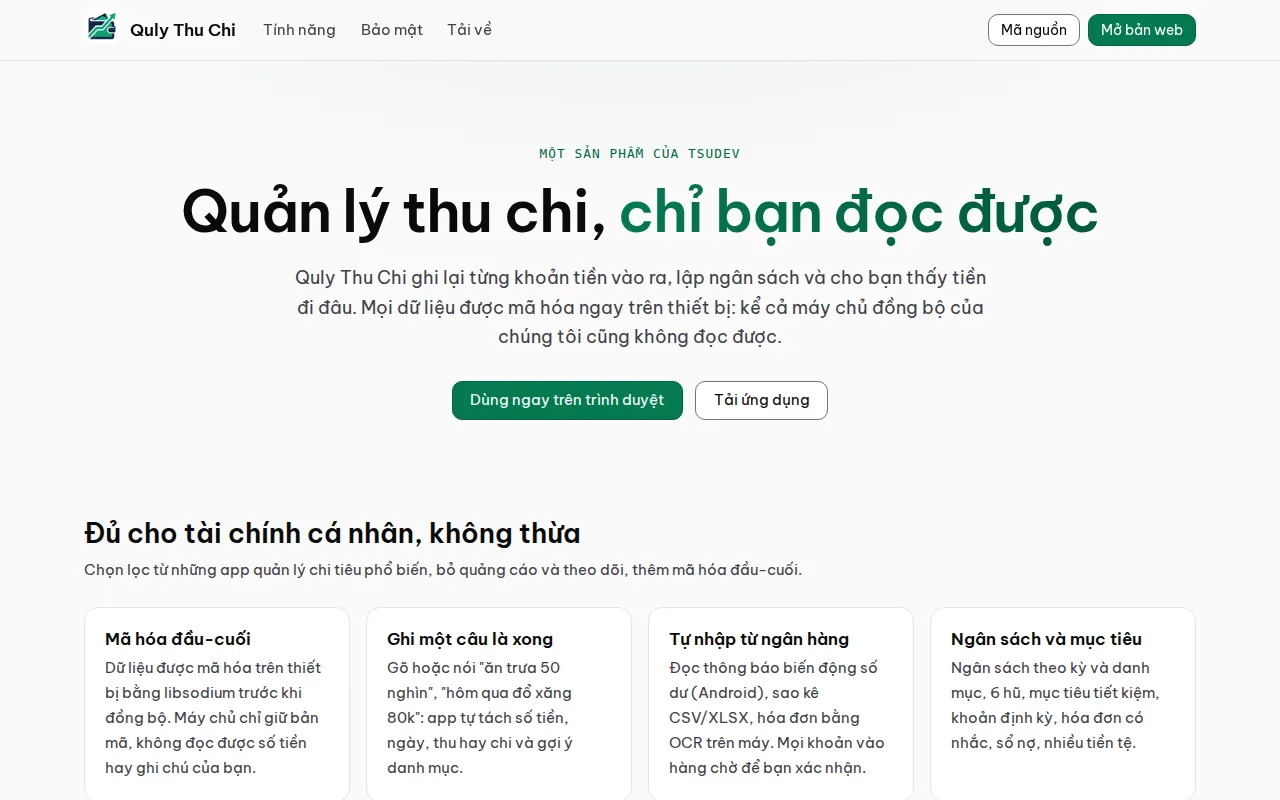 Quly Thu Chi
Tính năng
Bảo mật
Tải về
Mã nguồn
Mở bản web
MỘT SẢN PHẨM CỦA TSUDEV
Quản lý thu chi, chỉ bạn đọc được
Quly Thu Chi ghi lại từng khoản tiền vào ra, lập ngân sách và cho bạn thấy tiền
đi đâu. Mọi dữ liệu được mã hóa ngay trên thiết bị: kể cả máy chủ đồng bộ của
chúng tôi cũng không đọc được.
Dùng ngay trên trình duyệt
Tải ứng dụng
Đủ cho tài chính cá nhân, không thừa
Chọn lọc từ những app quản lý chi tiêu phổ biến, bỏ quảng cáo và theo dõi, thêm mã hóa đầu-cuối.
Mã hóa đầu-cuối
Dữ liệu được mã hóa trên thiết
bị bằng libsodium trước khi
đồng bộ. Máy chủ chỉ giữ bản
mã, không đọc được số tiền
hay ghi chú của bạn.
Ghi một câu là xong
Gõ hoặc nói "ăn trưa 50
nghìn", "hôm qua đổ xăng
80k": app tự tách số tiền,
ngày, thu hay chi và gợi ý
danh mục.
Tự nhập từ ngân hàng
Đọc thông báo biến động số
dư (Android), sao kê
CSV/XLSX, hóa đơn bằng
OCR trên máy. Mọi khoản vào
hàng chờ để bạn xác nhận.
Ngân sách và mục tiêu
Ngân sách theo kỳ và danh
mục, 6 hũ, mục tiêu tiết kiệm,
khoản định kỳ, hóa đơn có
nhắc, sổ nợ, nhiều tiền tệ.